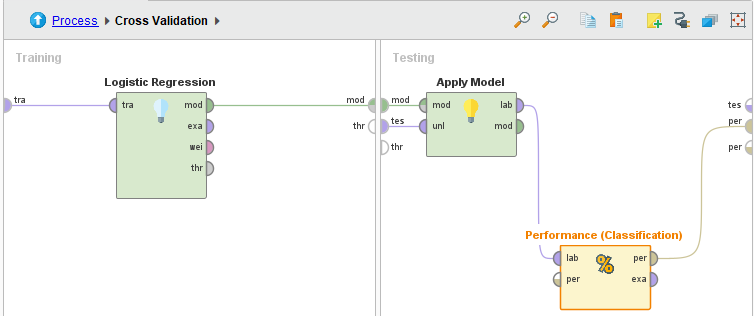 Process Cross Validation
Training
Testing
Logistic Regression
Apply Model
tra
tra
mod
mod
mod
mod
lab
tes
exa
thr
tes
unl
mod
per
wei
thr
per
thr
Performance (Classification)
lab
per
per
exa